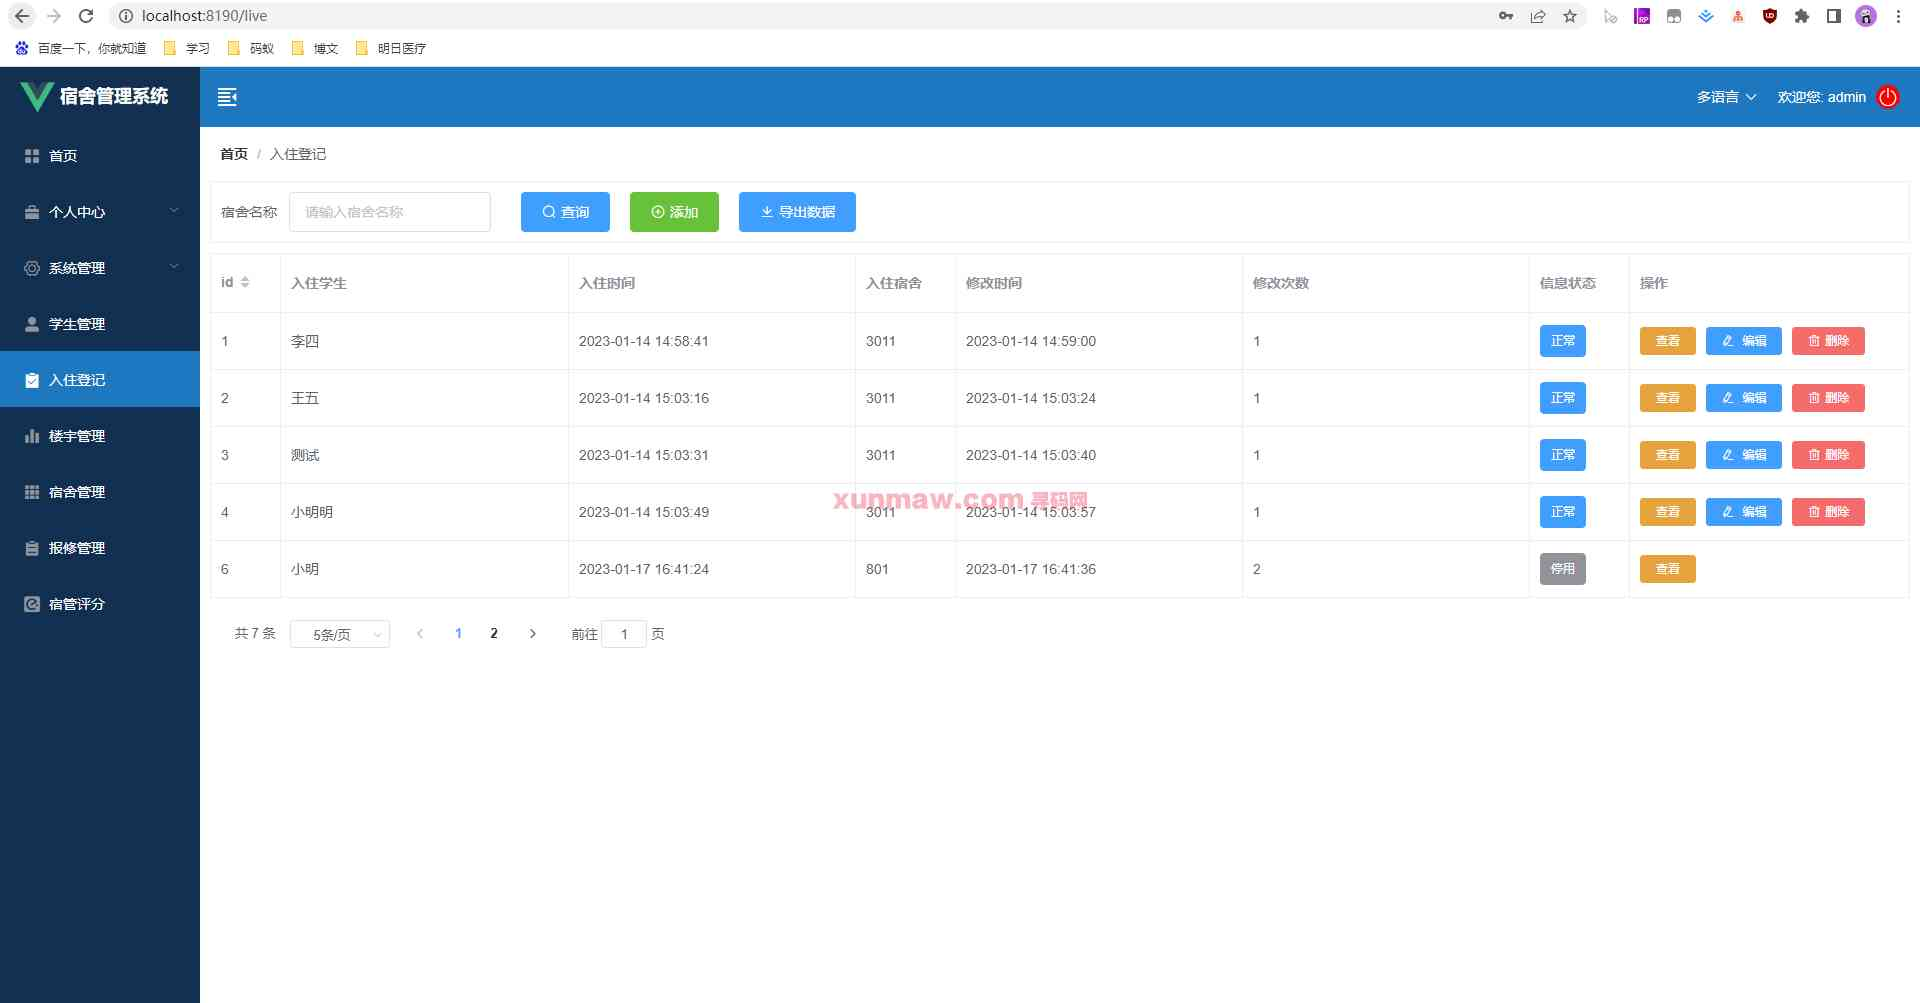 localhost:8190/live
百度一下，你就知道 学习 码蚁 博文 明日医疗
宿舍管理系统
多语言 欢迎您: admin
首页
个人中心
系统管理
学生管理
入住登记
楼宇管理
宿舍管理
报修管理
宿管评分
首页 / 入住登记
宿舍名称 请输入宿舍名称 查询 添加 导出数据
id 入住学生 入住时间 入住宿舍 修改时间 修改次数 信息状态 操作
1 李四 2023-01-14 14:58:41 3011 2023-01-14 14:59:00 1 正常 查看 编辑 删除
2 王五 2023-01-14 15:03:16 3011 2023-01-14 15:03:24 1 正常 查看 编辑 删除
3 测试 2023-01-14 15:03:31 3011 2023-01-14 15:03:40 1 正常 查看 编辑 删除
xunmaw.com 寻码网
4 小明明 2023-01-14 15:03:49 3011 2023-01-14 15:03:57 1 正常 查看 编辑 删除
6 小明 2023-01-17 16:41:24 801 2023-01-17 16:41:36 2 停用 查看
共 7 条 5条/页 1 2 前往 1 页